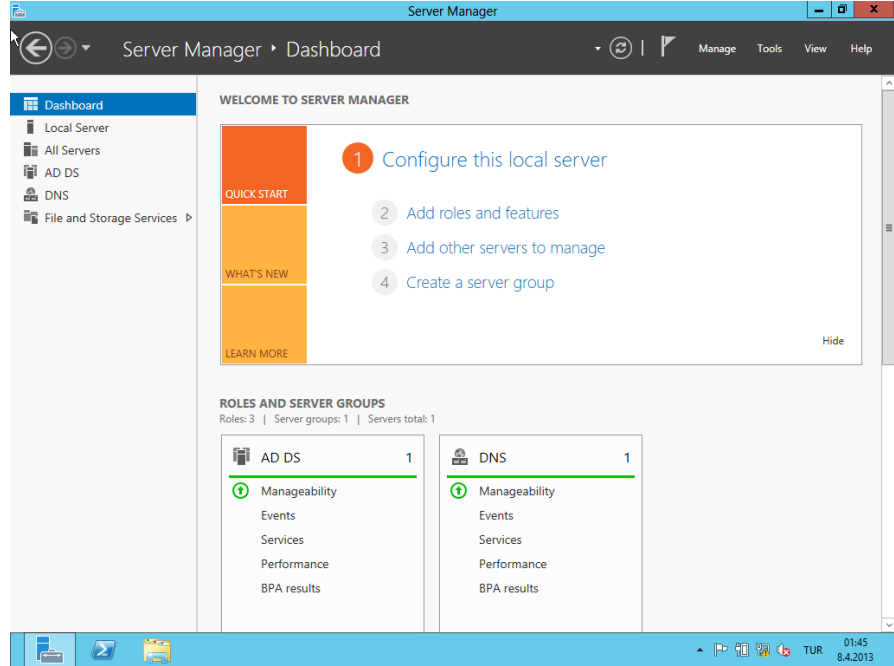 Server Manager
Server Manager • Dashboard
Manage Tools View Help
Dashboard
Local Server
All Servers
AD DS
DNS
File and Storage Services
WELCOME TO SERVER MANAGER
QUICK START
WHAT'S NEW
LEARN MORE
1 Configure this local server
2 Add roles and features
3 Add other servers to manage
4 Create a server group
Hide
ROLES AND SERVER GROUPS
Roles: 3 | Server groups: 1 | Servers total: 1
AD DS 1
Manageability
Events
Services
Performance
BPA results
DNS 1
Manageability
Events
Services
Performance
BPA results
TUR
01:45
8.4.2013